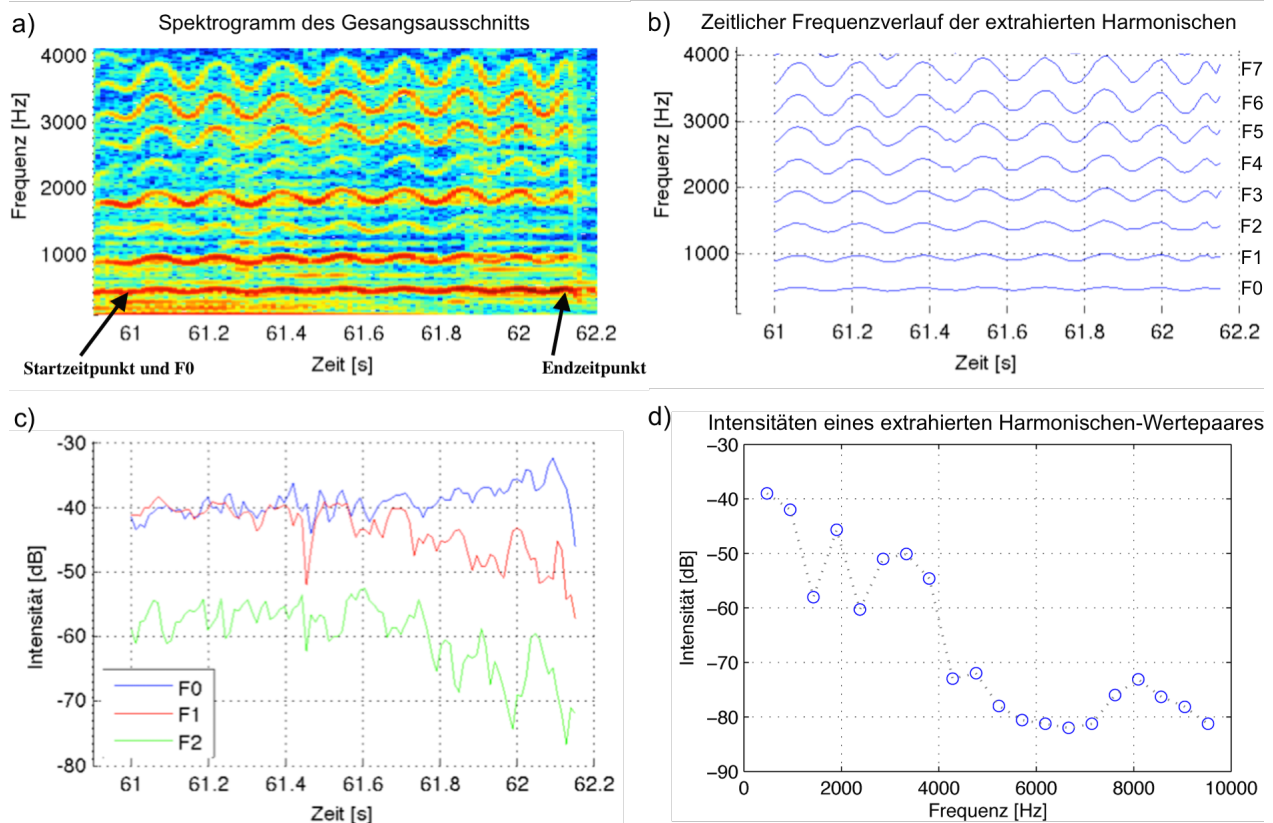 a)
Spektrogramm des Gesangsausschnitts
4000
3000
2000
1000
Frequenz [Hz]
61 61.2 61.4 61.6 61.8 62 62.2
Zeit [s]
Startzeitpunkt und F0
Endzeitpunkt
b)
Zeitlicher Frequenzverlauf der extrahierten Harmonischen
4000
3000
2000
1000
Frequenz [Hz]
F7
F6
F5
F4
F3
F2
F1
F0
61 61.2 61.4 61.6 61.8 62 62.2
Zeit [s]
c)
-30
-40
-50
-60
-70
-80
Intensität [dB]
F0
F1
F2
61 61.2 61.4 61.6 61.8 62 62.2
Zeit [s]
d)
Intensitäten eines extrahierten Harmonischen-Wertepaares
−30
−40
−50
−60
−70
−80
−90
Intensität [dB]
0 2000 4000 6000 8000 10000
Frequenz [Hz]